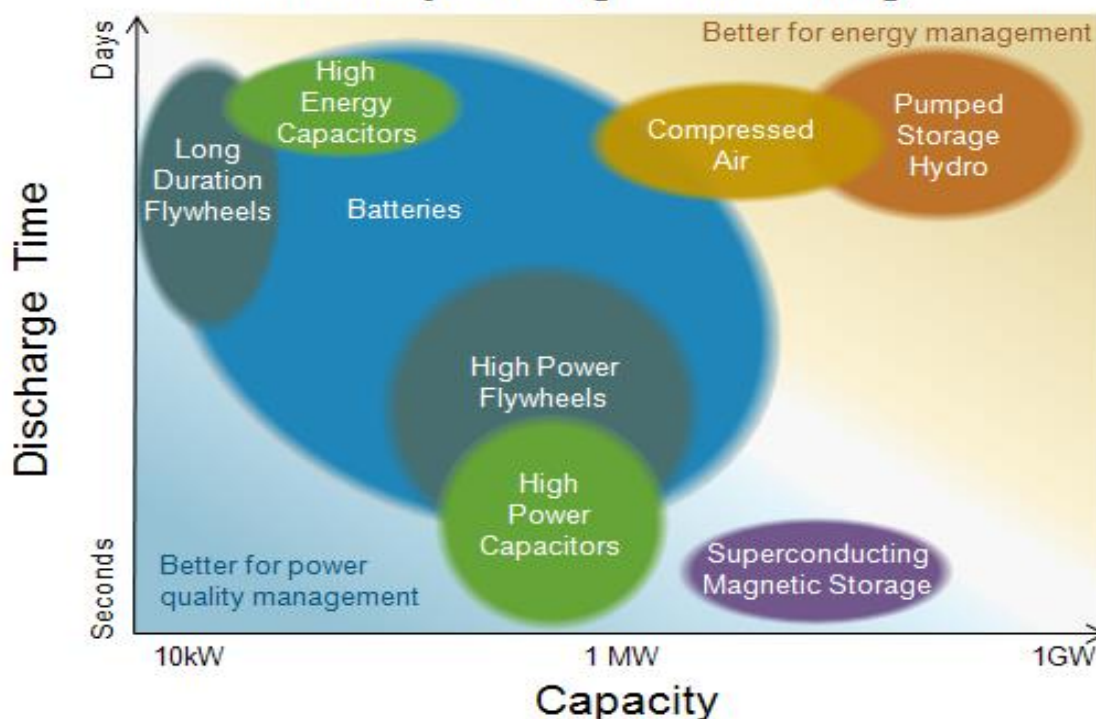 Better for energy management
Days
High
Energy
Capacitors
Long
Duration
Flywheels
Batteries
Compressed
Air
Pumped
Storage
Hydro
Discharge Time
High Power
Flywheels
High
Power
Capacitors
Superconducting
Magnetic Storage
Better for power
quality management
Seconds
10kW
1 MW
1GW
Capacity